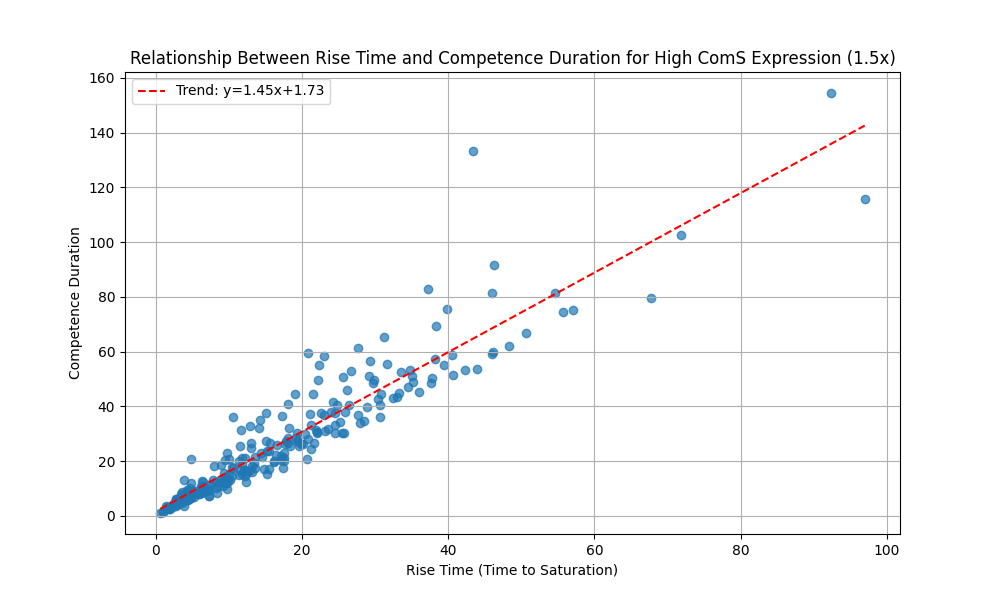 Relationship Between Rise Time and Competence Duration for High ComS Expression (1.5x)
Trend: y=1.45x+1.73
Competence Duration
160
140
120
100
80
60
40
20
0
0 20 40 60 80 100
Rise Time (Time to Saturation)